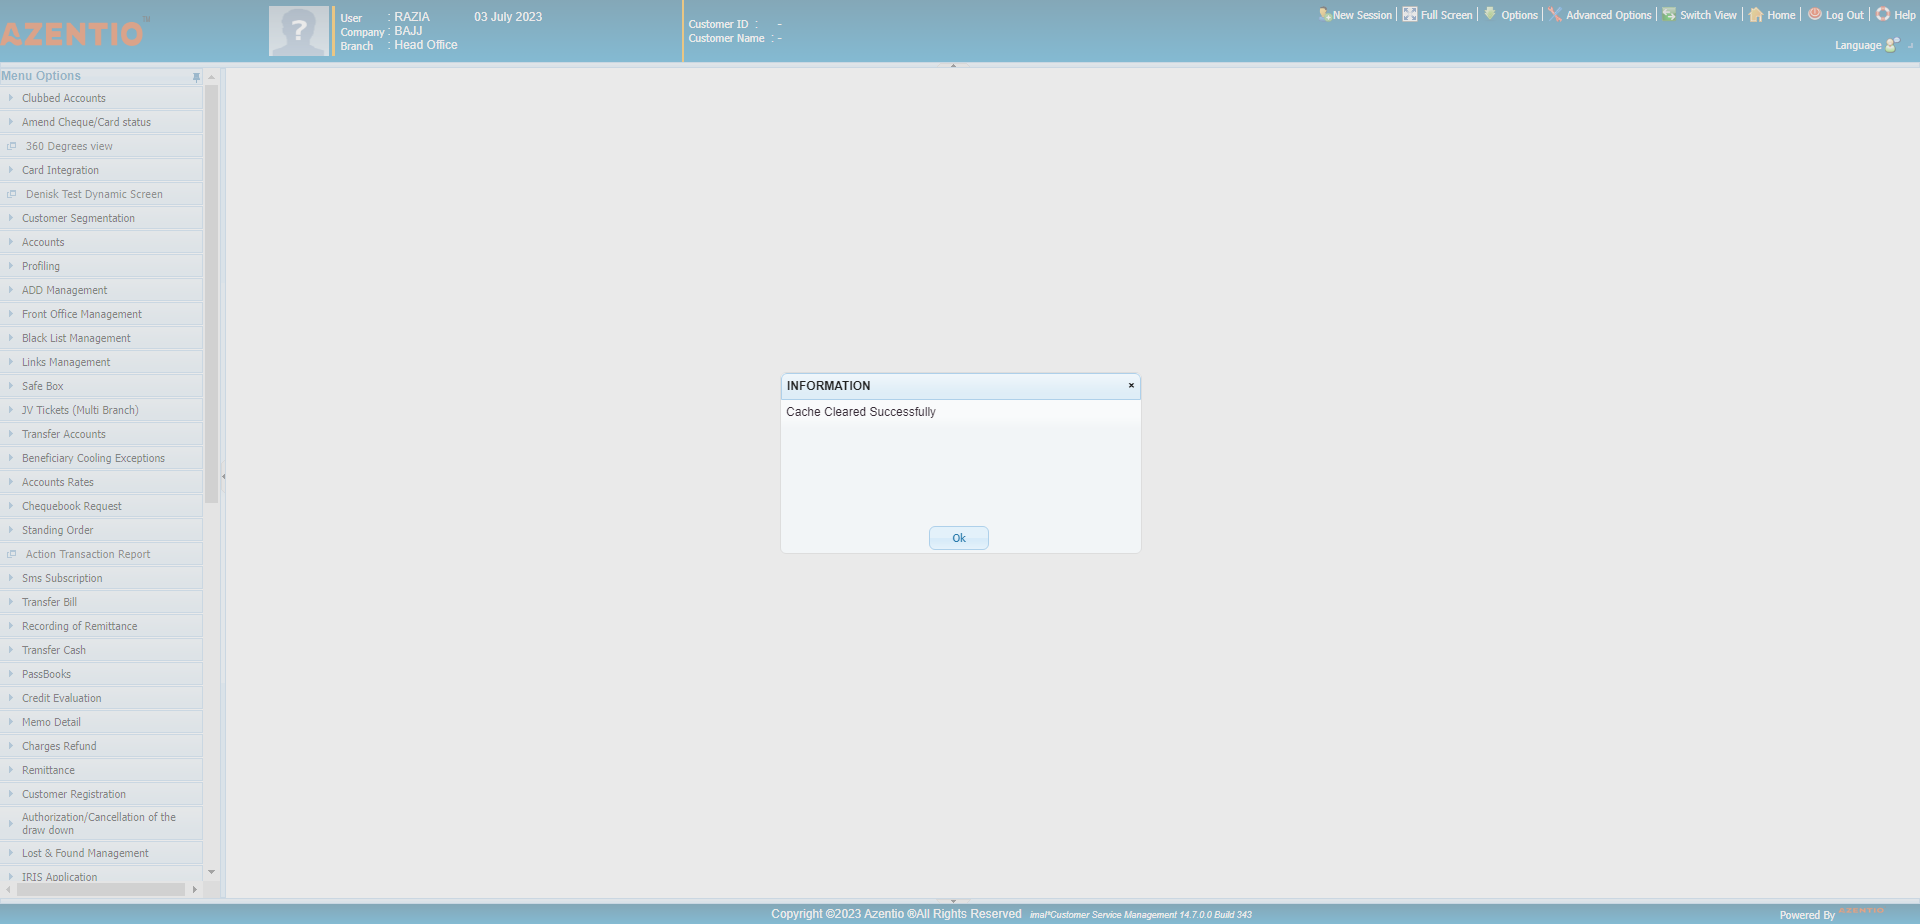 AZENTIO™
?
User : RAZIA 03 July 2023
Company : BAJJ
Branch : Head Office
Customer ID : -
Customer Name : -
New Session Full Screen Options Advanced Options Switch View Home Log Out Help
Language
Menu Options
Clubbed Accounts
Amend Cheque/Card status
360 Degrees view
Card Integration
Denisk Test Dynamic Screen
Customer Segmentation
Accounts
Profiling
ADD Management
Front Office Management
Black List Management
Links Management
Safe Box
JV Tickets (Multi Branch)
Transfer Accounts
Beneficiary Cooling Exceptions
Accounts Rates
Chequebook Request
Standing Order
Action Transaction Report
Sms Subscription
Transfer Bill
Recording of Remittance
Transfer Cash
PassBooks
Credit Evaluation
Memo Detail
Charges Refund
Remittance
Customer Registration
Authorization/Cancellation of the
draw down
Lost & Found Management
IRIS Application
INFORMATION ×
Cache Cleared Successfully
Ok
Copyright ©2023 Azentio ®All Rights Reserved imal*Customer Service Management 14.7.0.0 Build 343
Powered By AZENTIO